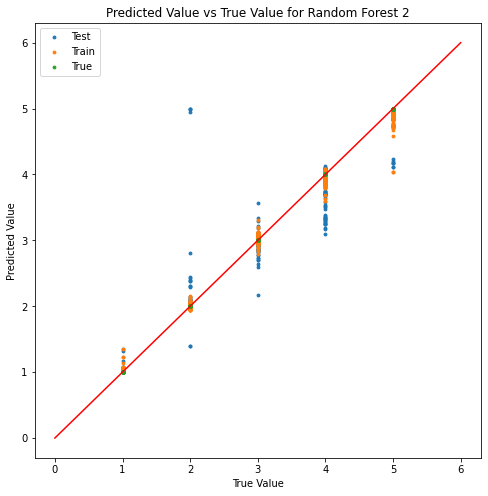 Predicted Value vs True Value for Random Forest 2
Test
Train
True
6
5
4
3
2
1
0
Predicted Value
0 1 2 3 4 5 6
True Value